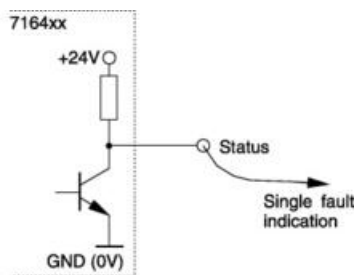 7164xx
+24V
Status
Single fault
indication
GND (0V)